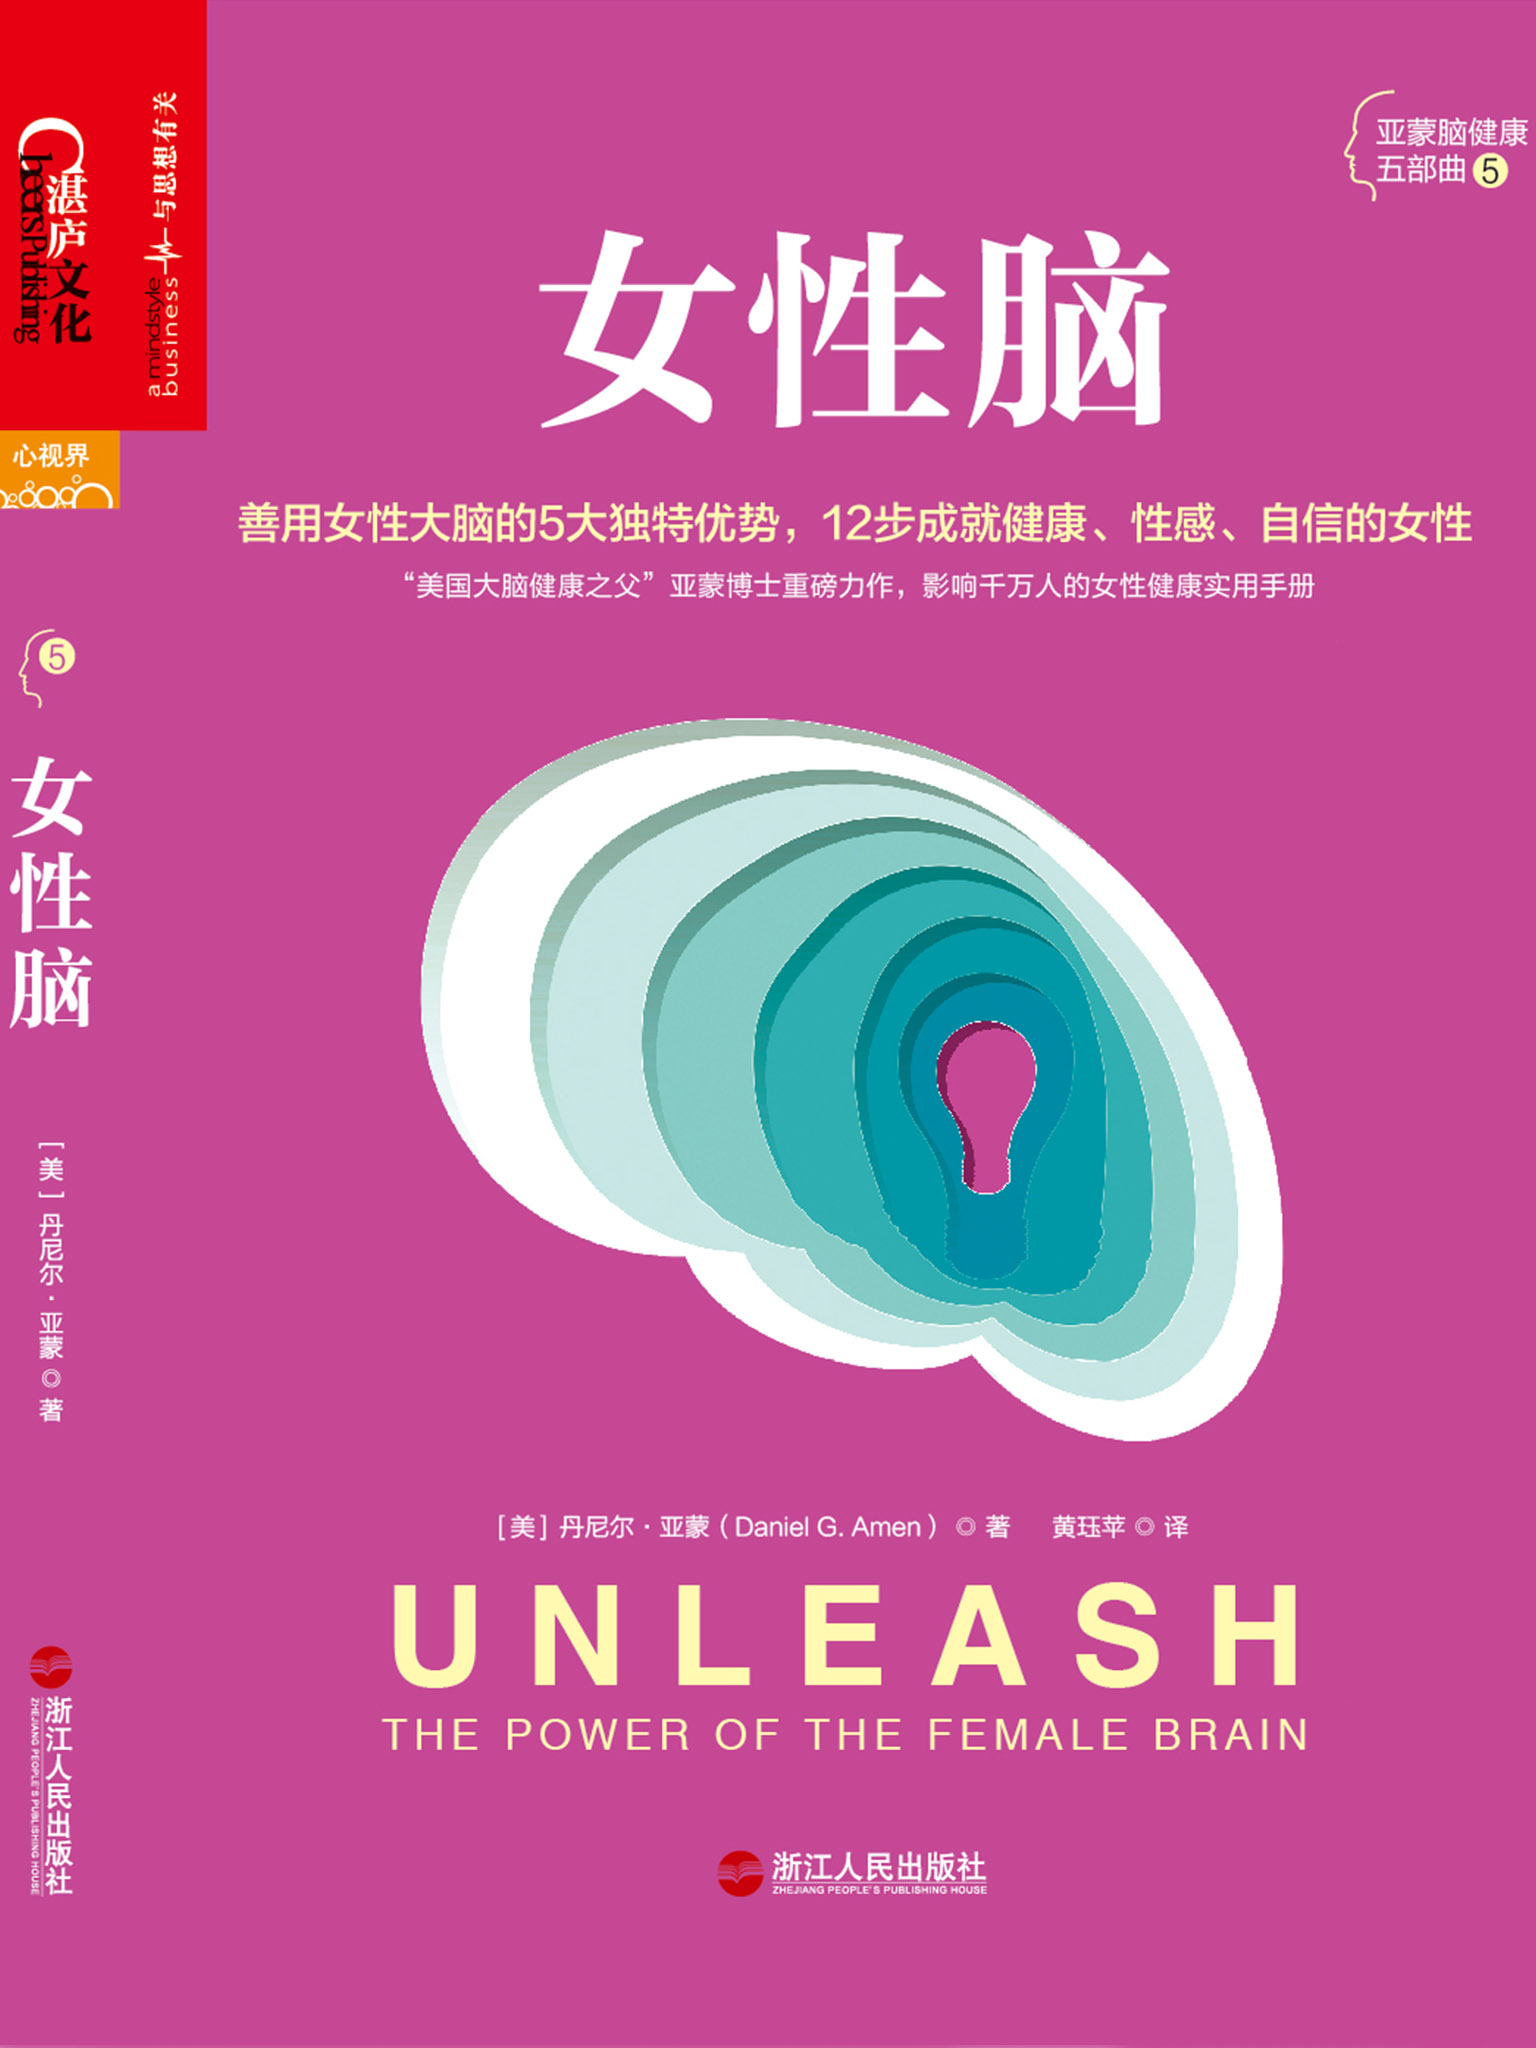 湛庐文化
Cheers Publishing
与思想有关
a mindstyle
business
心视界
5
女性脑
[美] 丹尼尔·亚蒙 ◎ 著
浙江人民出版社
ZHEJIANG PEOPLE'S PUBLISHING HOUSE
亚蒙脑健康
五部曲 5
女性脑
善用女性大脑的5大独特优势，12步成就健康、性感、自信的女性
“美国大脑健康之父”亚蒙博士重磅力作，影响千万人的女性健康实用手册
[美] 丹尼尔·亚蒙（Daniel G. Amen）◎ 著 黄珏苹 ◎ 译
UNLEASH
THE POWER OF THE FEMALE BRAIN
浙江人民出版社
ZHEJIANG PEOPLE'S PUBLISHING HOUSE